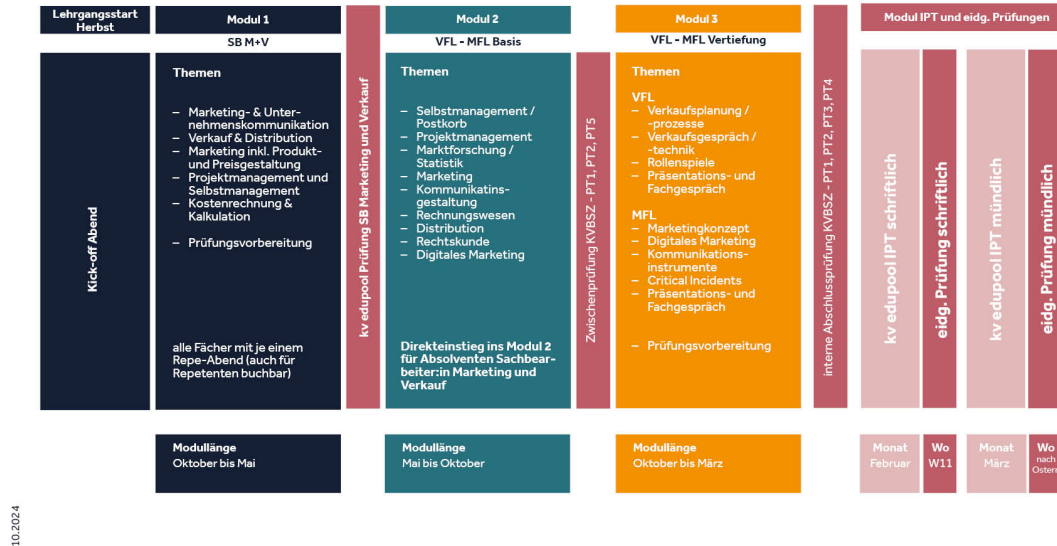 Lehrgangsstart
Herbst
Kick-off Abend
Modul 1
SB M+V
Themen
– Marketing- & Unter-
nehmenskommunikation
– Verkauf & Distribution
– Marketing inkl. Produkt-
und Preisgestaltung
– Projektmanagement und
Selbstmanagement
– Kostenrechnung &
Kalkulation
– Prüfungsvorbereitung
alle Fächer mit je einem
Repe-Abend (auch für
Repetenten buchbar)
Modullänge
Oktober bis Mai
kv edupool Prüfung SB Marketing und Verkauf
Modul 2
VFL - MFL Basis
Themen
– Selbstmanagement /
Postkorb
– Projektmanagement
– Marktforschung /
Statistik
– Marketing
– Kommunikatins-
gestaltung
– Rechnungswesen
– Distribution
– Rechtskunde
– Digitales Marketing
Direkteinstieg ins Modul 2
für Absolventen Sachbear-
beiter:in Marketing und
Verkauf
Modullänge
Mai bis Oktober
Zwischenprüfung KVBSZ - PT1, PT2, PT5
Modul 3
VFL - MFL Vertiefung
Themen
VFL
– Verkaufsplanung /
-prozesse
– Verkaufsgespräch /
-technik
– Rollenspiele
– Präsentations- und
Fachgespräch
MFL
– Marketingkonzept
– Digitales Marketing
– Kommunikations-
instrumente
– Critical Incidents
– Präsentations- und
Fachgespräch
– Prüfungsvorbereitung
Modullänge
Oktober bis März
interne Abschlussprüfung KVBSZ - PT1, PT2, PT3, PT4
Modul IPT und eidg. Prüfungen
kv edupool IPT schriftlich
eidg. Prüfung schriftlich
kv edupool IPT mündlich
eidg. Prüfung mündlich
Monat
Februar
Wo
W11
Monat
März
Wo
nach
Ostern
10.2024